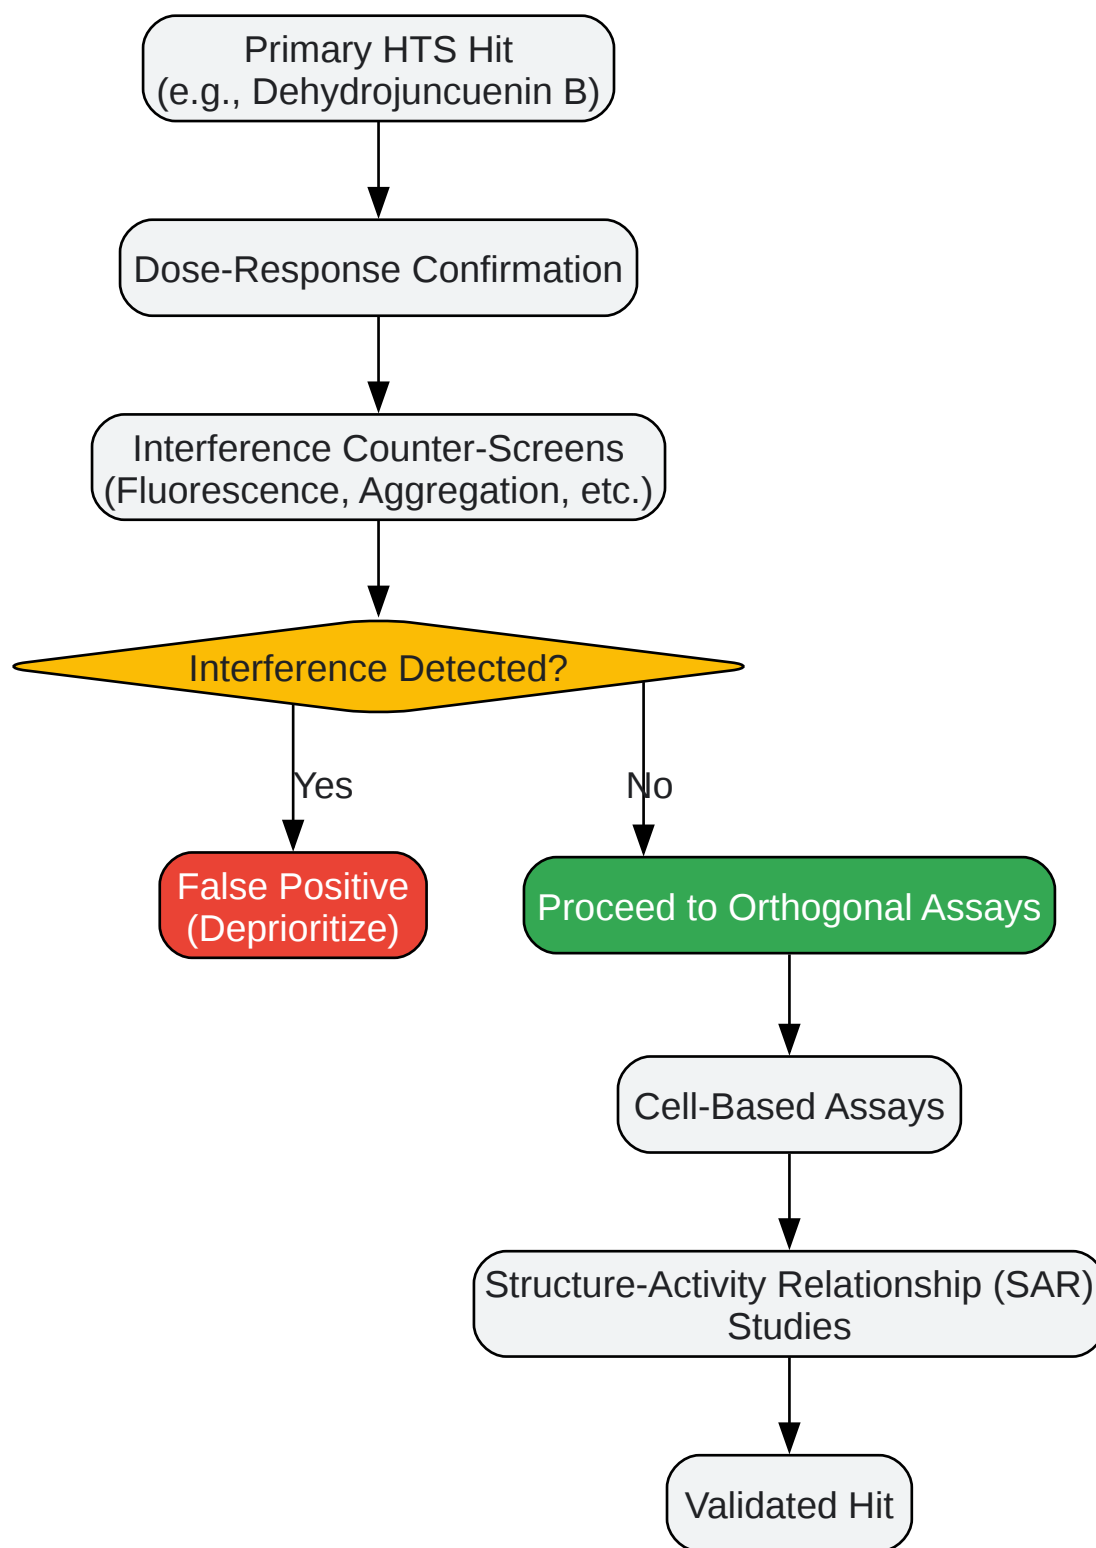 Primary HTS Hit
(e.g., Dehydrojuncuenin B)
Dose-Response Confirmation
Interference Counter-Screens
(Fluorescence, Aggregation, etc.)
Interference Detected?
Yes
No
False Positive
(Deprioritize)
Proceed to Orthogonal Assays
Cell-Based Assays
Structure-Activity Relationship (SAR)
Studies
Validated Hit